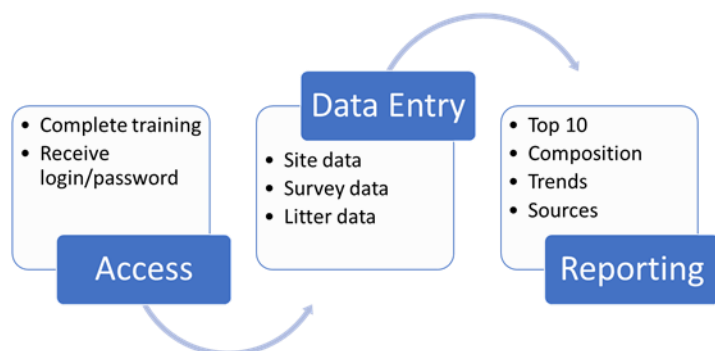 • Complete training
• Receive
login/password
Access
Data Entry
• Site data
• Survey data
• Litter data
• Top 10
• Composition
• Trends
• Sources
Reporting